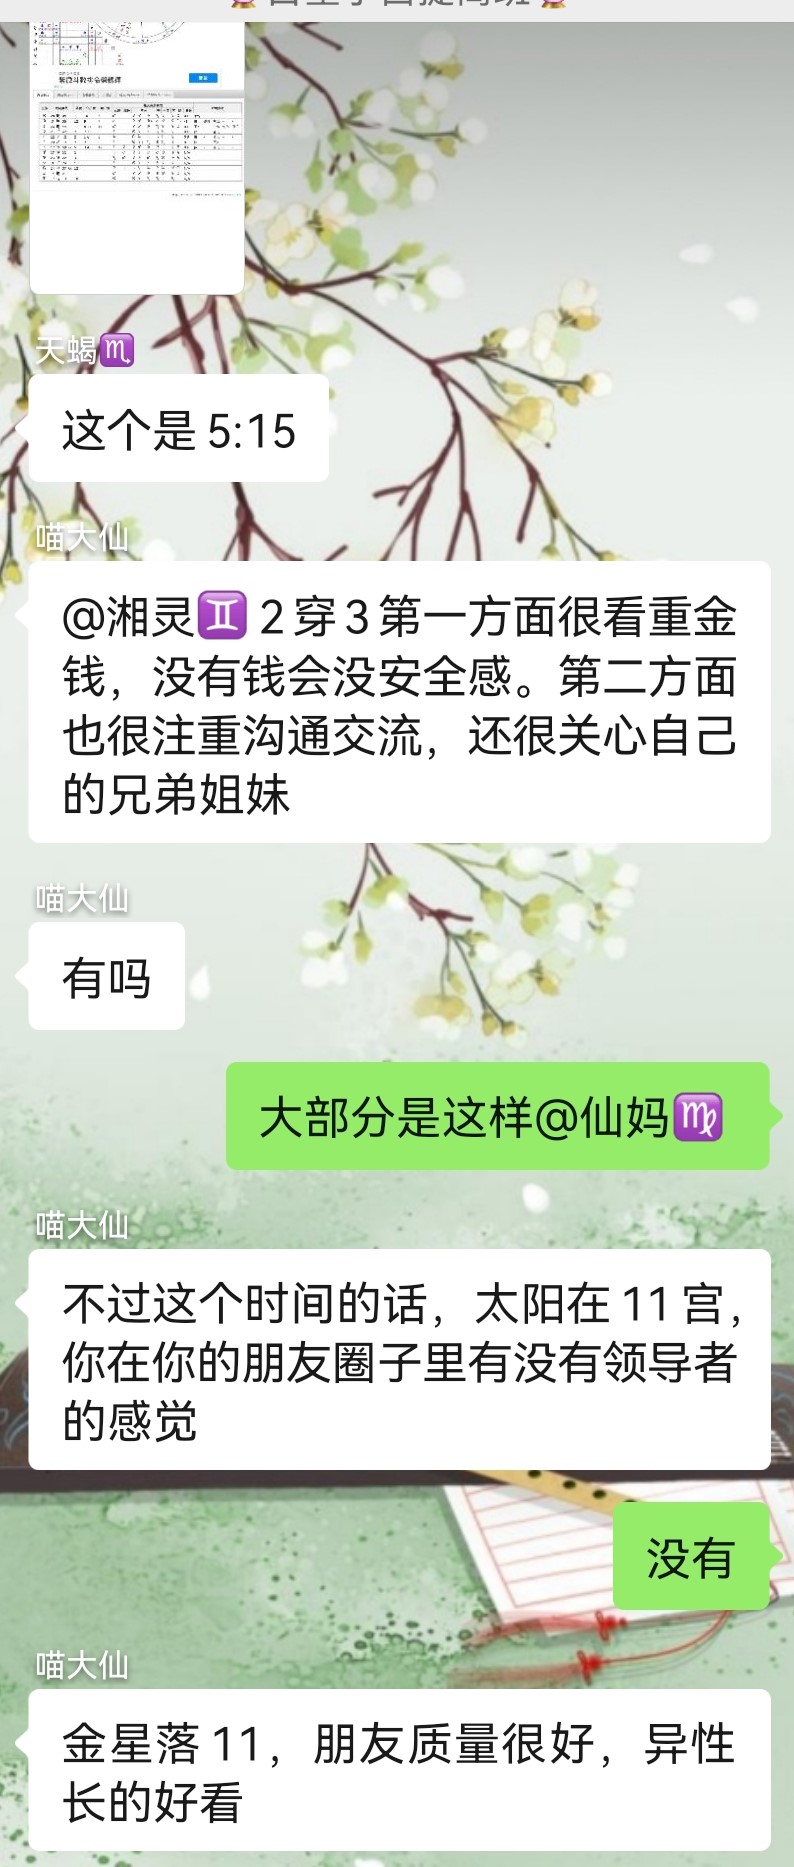 天蝎♏
这个是 5:15
喵大仙
@湘灵♊ 2 穿 3 第一方面很看重金
钱，没有钱会没安全感。第二方面
也很注重沟通交流，还很关心自己
的兄弟姐妹
喵大仙
有吗
大部分是这样@仙妈♍
喵大仙
不过这个时间的话，太阳在 11 宫，
你在你的朋友圈子里有没有领导者
的感觉
没有
喵大仙
金星落 11，朋友质量很好，异性
长的好看